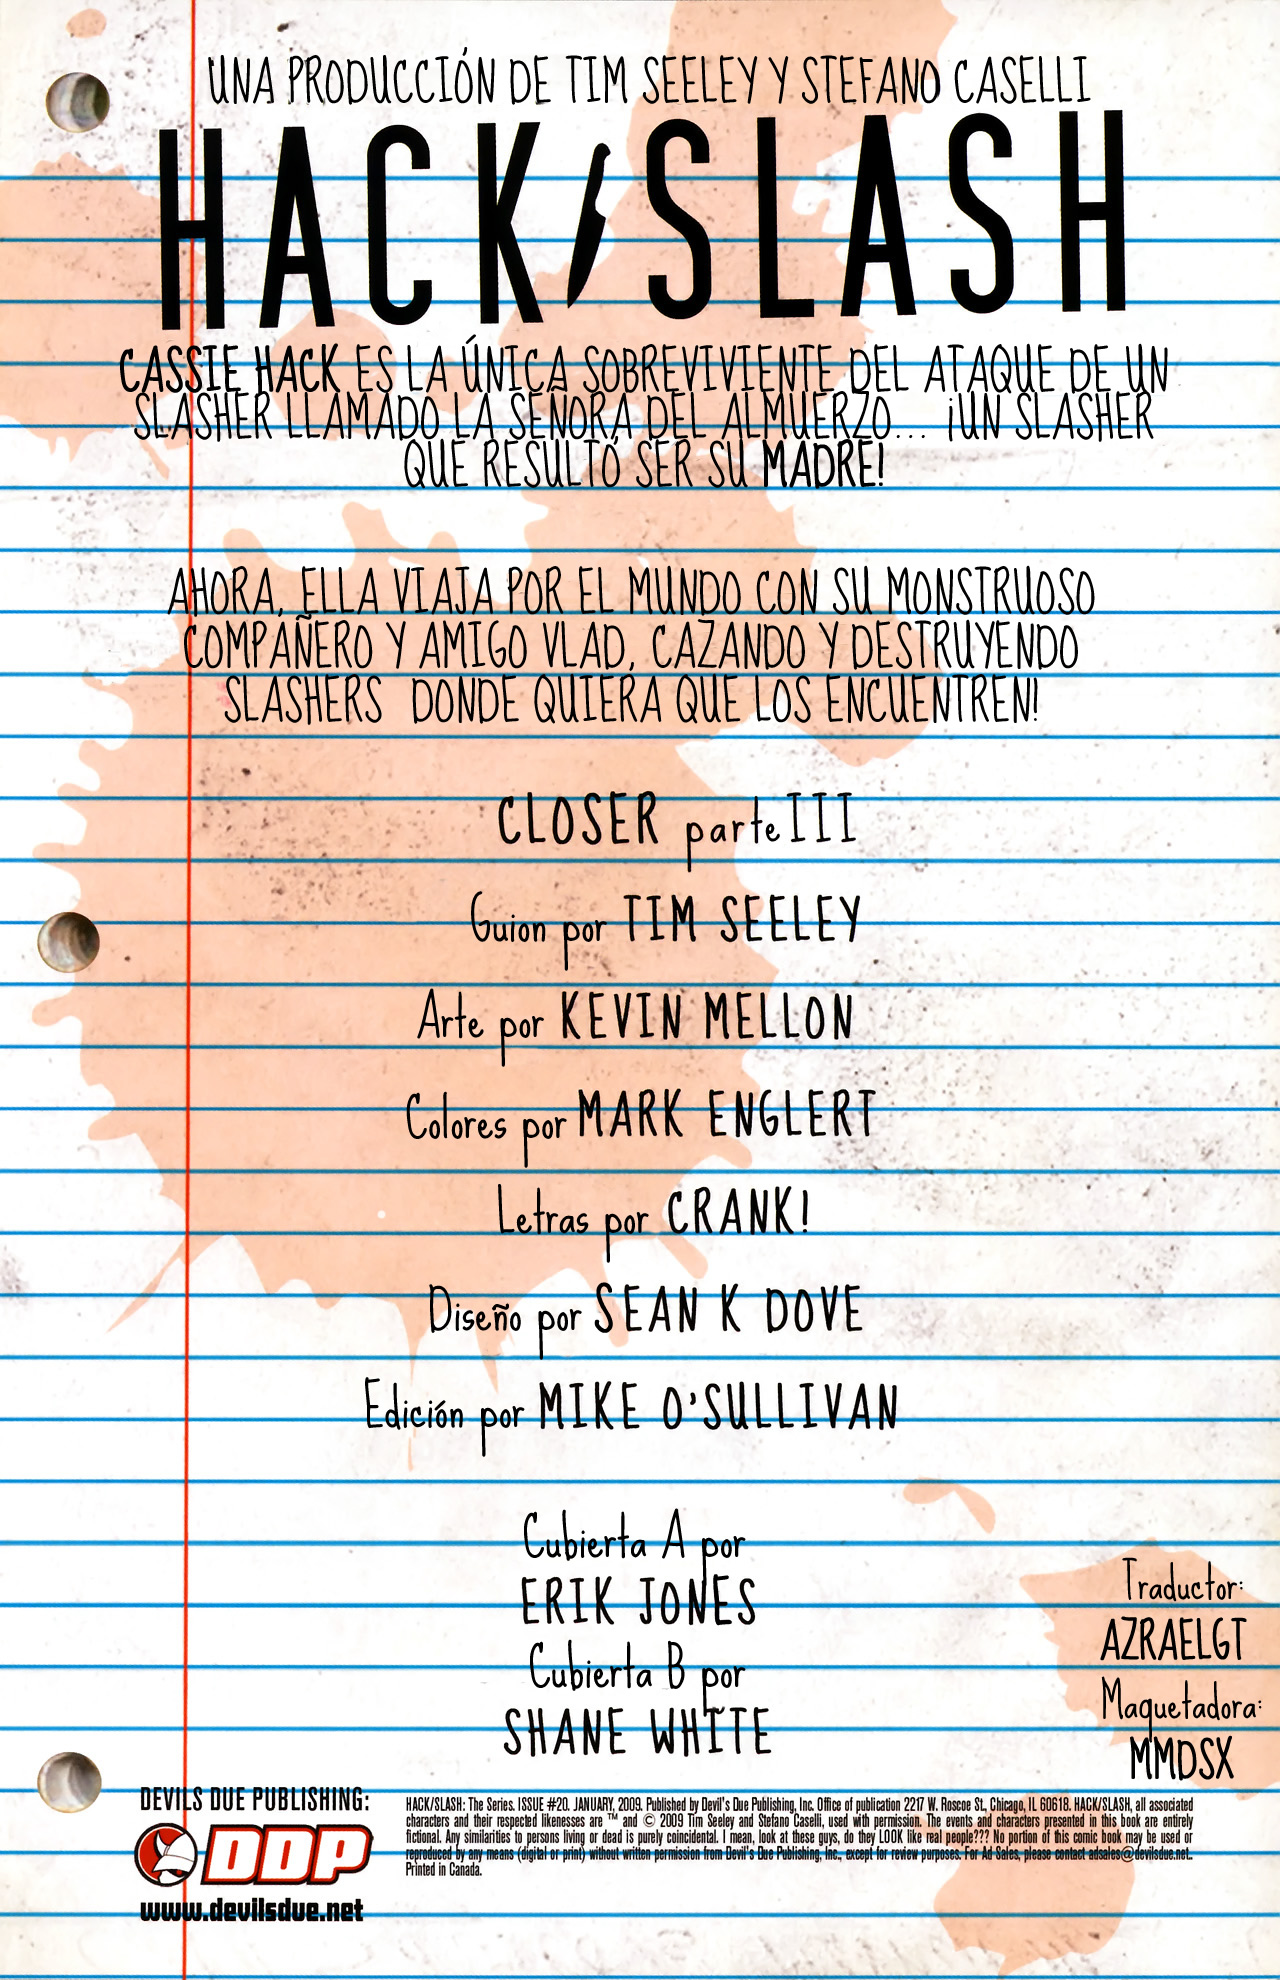 UNA PRODUCCIÓN DE TIM SEELEY Y STEFANO CASELLI
HACK/SLASH
CASSIE HACK ES LA ÚNICA SOBREVIVIENTE DEL ATAQUE DE UN
SLASHER LLAMADO LA SEÑORA DEL ALMUERZO... ¡UN SLASHER
QUE RESULTÓ SER SU MADRE!
AHORA, ELLA VIAJA POR EL MUNDO CON SU MONSTRUOSO
COMPAÑERO Y AMIGO VLAD, CAZANDO Y DESTRUYENDO
SLASHERS DONDE QUIERA QUE LOS ENCUENTREN!
CLOSER parte III
Guion por TIM SEELEY
Arte por KEVIN MELLON
Colores por MARK ENGLERT
Letras por CRANK!
Diseño por SEAN K DOVE
Edición por MIKE O'SULLIVAN
Cubierta A por
ERIK JONES
Cubierta B por
SHANE WHITE
Traductor:
AZRAELGT
Maquetadora:
MMDSX
DEVILS DUE PUBLISHING:
DDP
www.devilsdue.net
HACK/SLASH: The Series. ISSUE #20. JANUARY, 2009. Published by Devil's Due Publishing, Inc. Office of publication 2217 W. Roscoe St, Chicago, IL 60618. HACK/SLASH, all associated
characters and their respected likenesses are ™ and © 2009 Tim Seeley and Stefano Caselli, used with permission. The events and characters presented in this book are entirely
fictional. Any similarities to persons living or dead is purely coincidental. I mean, look at these guys, do they LOOK like real people??? No portion of this comic book may be used or
reproduced by any means (digital or print) without written permission from Devil's Due Publishing, Inc., except for review purposes. For Ad Sales, please contact adsales@devilsdue.net.
Printed in Canada.